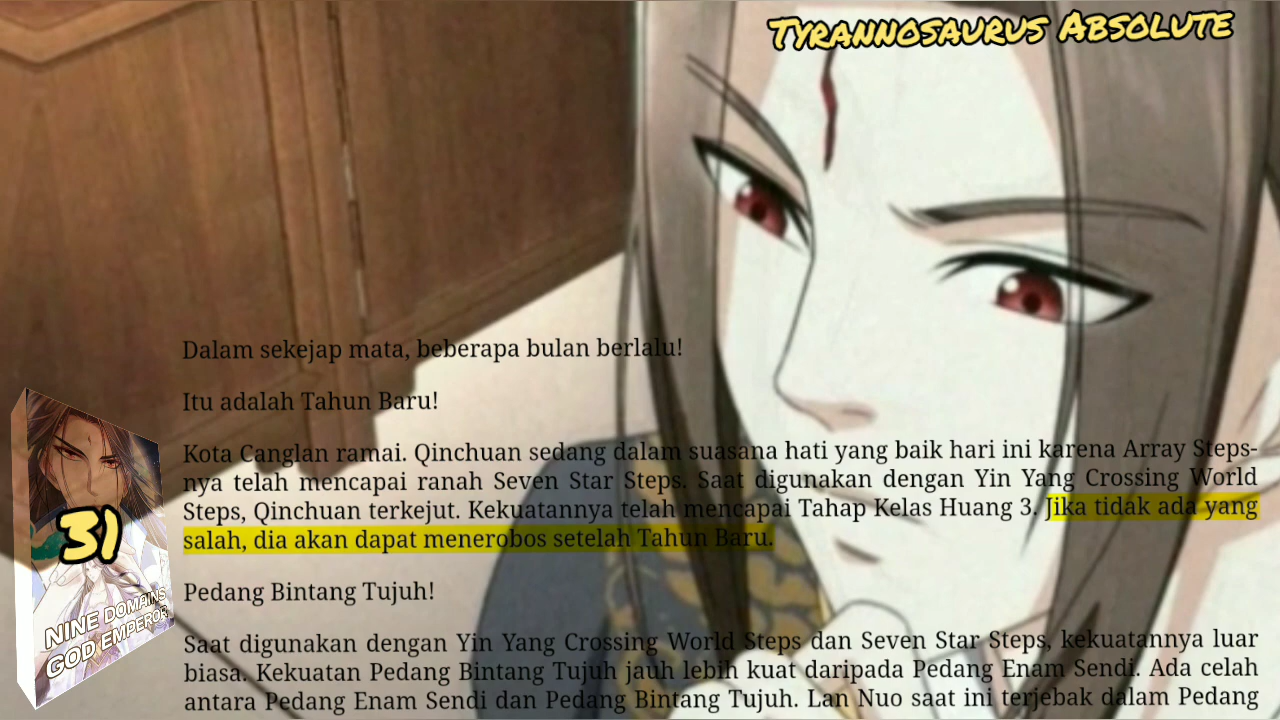 Tyrannosaurus Absolute
Dalam sekejap mata, beberapa bulan berlalu!
Itu adalah Tahun Baru!
Kota Canglan ramai. Qinchuan sedang dalam suasana hati yang baik hari ini karena Array Steps-
nya telah mencapai ranah Seven Star Steps. Saat digunakan dengan Yin Yang Crossing World
Steps, Qinchuan terkejut. Kekuatannya telah mencapai Tahap Kelas Huang 3. Jika tidak ada yang
salah, dia akan dapat menerobos setelah Tahun Baru.
Pedang Bintang Tujuh!
Saat digunakan dengan Yin Yang Crossing World Steps dan Seven Star Steps, kekuatannya luar
biasa. Kekuatan Pedang Bintang Tujuh jauh lebih kuat daripada Pedang Enam Sendi. Ada celah
antara Pedang Enam Sendi dan Pedang Bintang Tujuh. Lan Nuo saat ini terjebak dalam Pedang
31
NINE DOMAINS
GOD EMPEROR